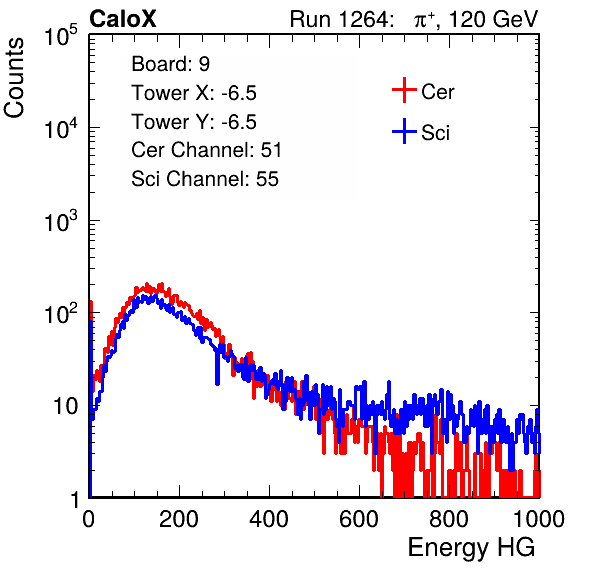 CaloX Run 1264: π⁺, 120 GeV
Counts
Board: 9
Tower X: -6.5
Tower Y: -6.5
Cer Channel: 51
Sci Channel: 55
Cer
Sci
10⁵
10⁴
10³
10²
10
1
0 200 400 600 800 1000
Energy HG